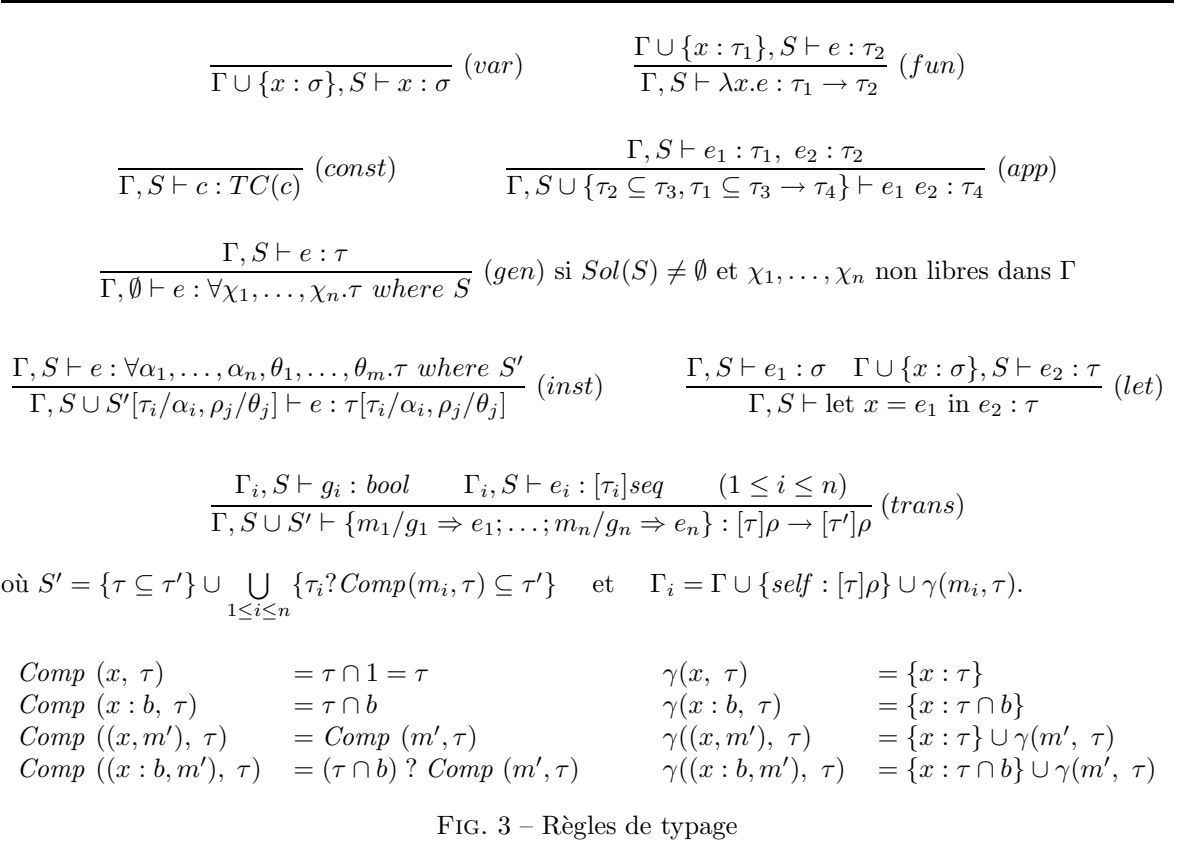 Γ ∪ {x : σ}, S ⊢ x : σ (var)
Γ ∪ {x : τ₁}, S ⊢ e : τ₂
Γ, S ⊢ λx.e : τ₁ → τ₂ (fun)
Γ, S ⊢ c : TC(c) (const)
Γ, S ⊢ e₁ : τ₁, e₂ : τ₂
Γ, S ∪ {τ₂ ⊆ τ₃, τ₁ ⊆ τ₃ → τ₄} ⊢ e₁ e₂ : τ₄ (app)
Γ, S ⊢ e : τ
Γ, ∅ ⊢ e : ∀χ₁, . . . , χₙ.τ where S (gen) si Sol(S) ≠ ∅ et χ₁, . . . , χₙ non libres dans Γ
Γ, S ⊢ e : ∀α₁, . . . , αₙ, θ₁, . . . , θₘ.τ where S′
Γ, S ∪ S′[τᵢ/αᵢ, ρⱼ/θⱼ] ⊢ e : τ[τᵢ/αᵢ, ρⱼ/θⱼ] (inst)
Γ, S ⊢ e₁ : σ Γ ∪ {x : σ}, S ⊢ e₂ : τ
Γ, S ⊢ let x = e₁ in e₂ : τ (let)
Γᵢ, S ⊢ gᵢ : bool Γᵢ, S ⊢ eᵢ : [τᵢ]seq (1 ≤ i ≤ n)
Γ, S ∪ S′ ⊢ {m₁/g₁ ⇒ e₁; . . . ; mₙ/gₙ ⇒ eₙ} : [τ]ρ → [τ′]ρ (trans)
où S′ = {τ ⊆ τ′} ∪ ⋃ {τᵢ?Comp(mᵢ, τ) ⊆ τ′} et Γᵢ = Γ ∪ {self : [τ]ρ} ∪ γ(mᵢ, τ).
1≤i≤n
Comp (x, τ) = τ ∩ 1 = τ γ(x, τ) = {x : τ}
Comp (x : b, τ) = τ ∩ b γ(x : b, τ) = {x : τ ∩ b}
Comp ((x, m′), τ) = Comp (m′, τ) γ((x, m′), τ) = {x : τ} ∪ γ(m′, τ)
Comp ((x : b, m′), τ) = (τ ∩ b) ? Comp (m′, τ) γ((x : b, m′), τ) = {x : τ ∩ b} ∪ γ(m′, τ)
FIG. 3 – Règles de typage